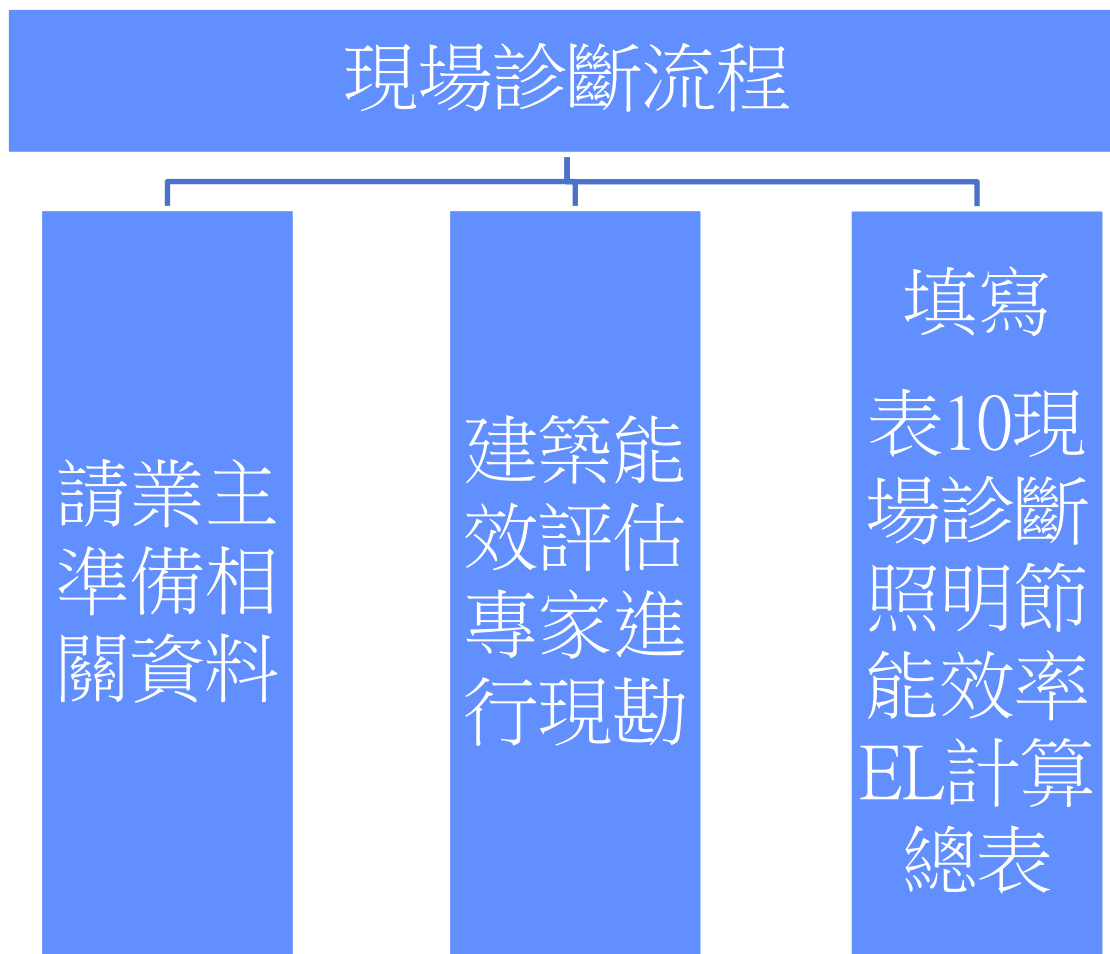 現場診斷流程
請業主
準備相
關資料
建築能
效評估
專家進
行現勘
填寫
表10現
場診斷
照明節
能效率
EL計算
總表